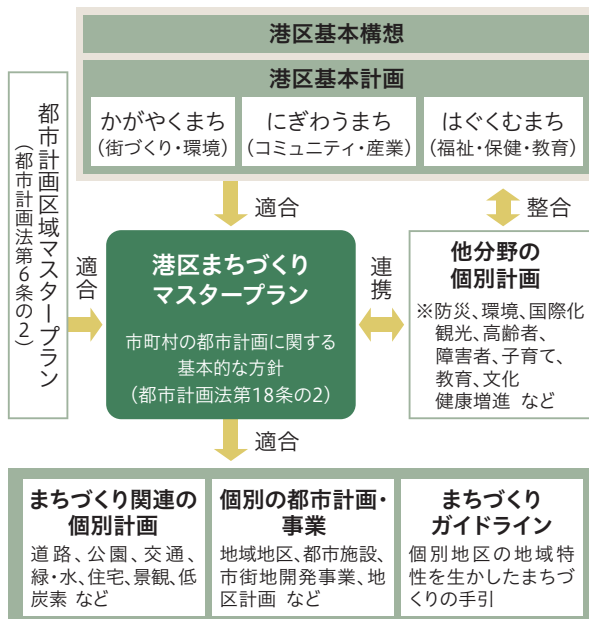 港区基本構想
港区基本計画
かがやくまち
(街づくり・環境)
にぎわうまち
(コミュニティ・産業)
はぐくむまち
(福祉・保健・教育)
都市計画区域マスタープラン
(都市計画法第6条の2)
適合
整合
適合
港区まちづくり
マスタープラン
市町村の都市計画に関する
基本的な方針
(都市計画法第18条の2)
連携
他分野の
個別計画
※防災、環境、国際化
観光、高齢者、
障害者、子育て、
教育、文化
健康増進 など
適合
まちづくり関連の
個別計画
道路、公園、交通、
緑・水、住宅、景観、低
炭素 など
個別の都市計画・
事業
地域地区、都市施設、
市街地開発事業、地
区計画 など
まちづくり
ガイドライン
個別地区の地域特
性を生かしたまちづ
くりの手引